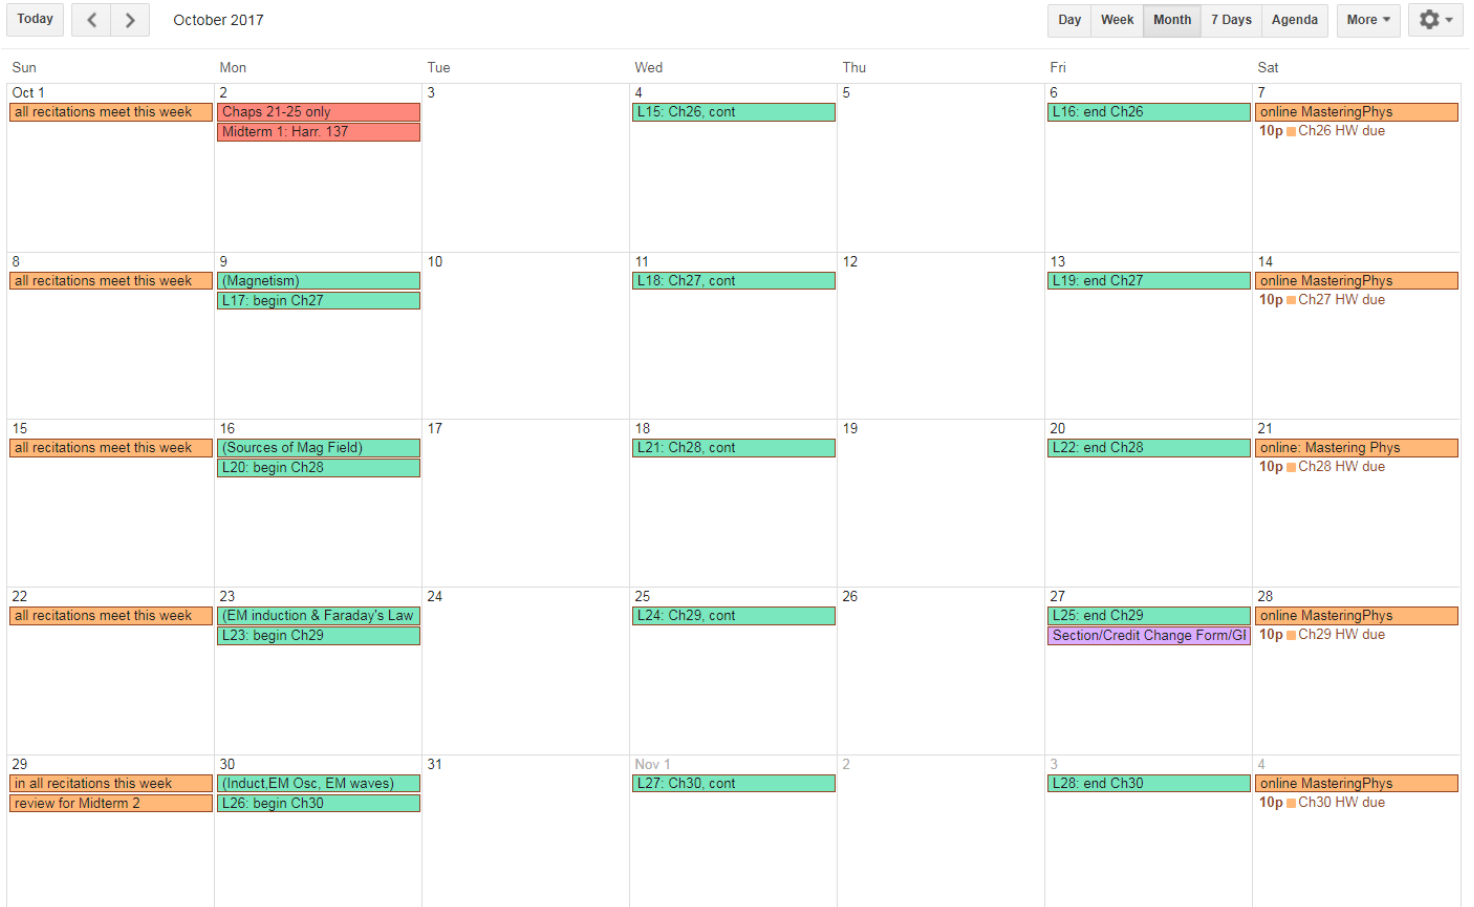 Today < > October 2017 Day Week Month 7 Days Agenda More
Sun Mon Tue Wed Thu Fri Sat
Oct 1 2 3 4 5 6 7
all recitations meet this week Chaps 21-25 only L15: Ch26, cont L16: end Ch26 online MasteringPhys
Midterm 1: Harr. 137 10p Ch26 HW due
8 9 10 11 12 13 14
all recitations meet this week (Magnetism) L18: Ch27, cont L19: end Ch27 online MasteringPhys
L17: begin Ch27 10p Ch27 HW due
15 16 17 18 19 20 21
all recitations meet this week (Sources of Mag Field) L21: Ch28, cont L22: end Ch28 online: Mastering Phys
L20: begin Ch28 10p Ch28 HW due
22 23 24 25 26 27 28
all recitations meet this week (EM induction & Faraday's Law L24: Ch29, cont L25: end Ch29 online MasteringPhys
L23: begin Ch29 Section/Credit Change Form/GI 10p Ch29 HW due
29 30 31 Nov 1 2 3 4
in all recitations this week (Induct,EM Osc, EM waves) L27: Ch30, cont L28: end Ch30 online MasteringPhys
review for Midterm 2 L26: begin Ch30 10p Ch30 HW due